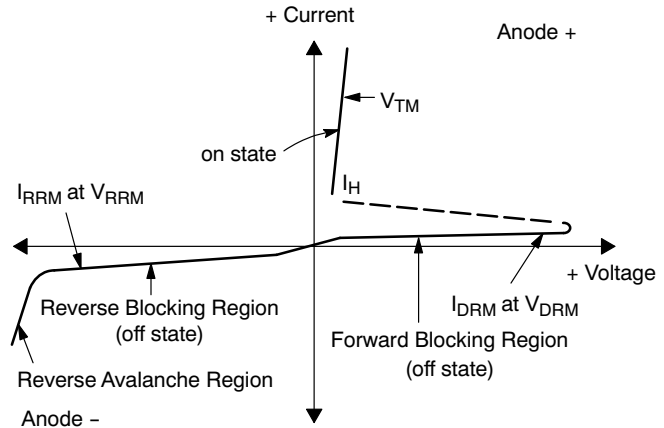 + Current
Anode +
V_TM
on state
I_H
I_RRM at V_RRM
+ Voltage
I_DRM at V_DRM
Reverse Blocking Region
(off state)
Forward Blocking Region
(off state)
Reverse Avalanche Region
Anode –